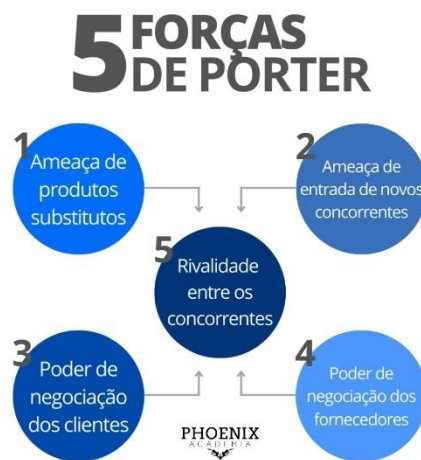 5 FORÇAS
DE PORTER
1
Ameaça de
produtos
substitutos
2
Ameaça de
entrada de novos
concorrentes
5
Rivalidade
entre os
concorrentes
3
Poder de
negociação
dos clientes
4
Poder de
negociação dos
fornecedores
PHOENIX
ACADEMIA